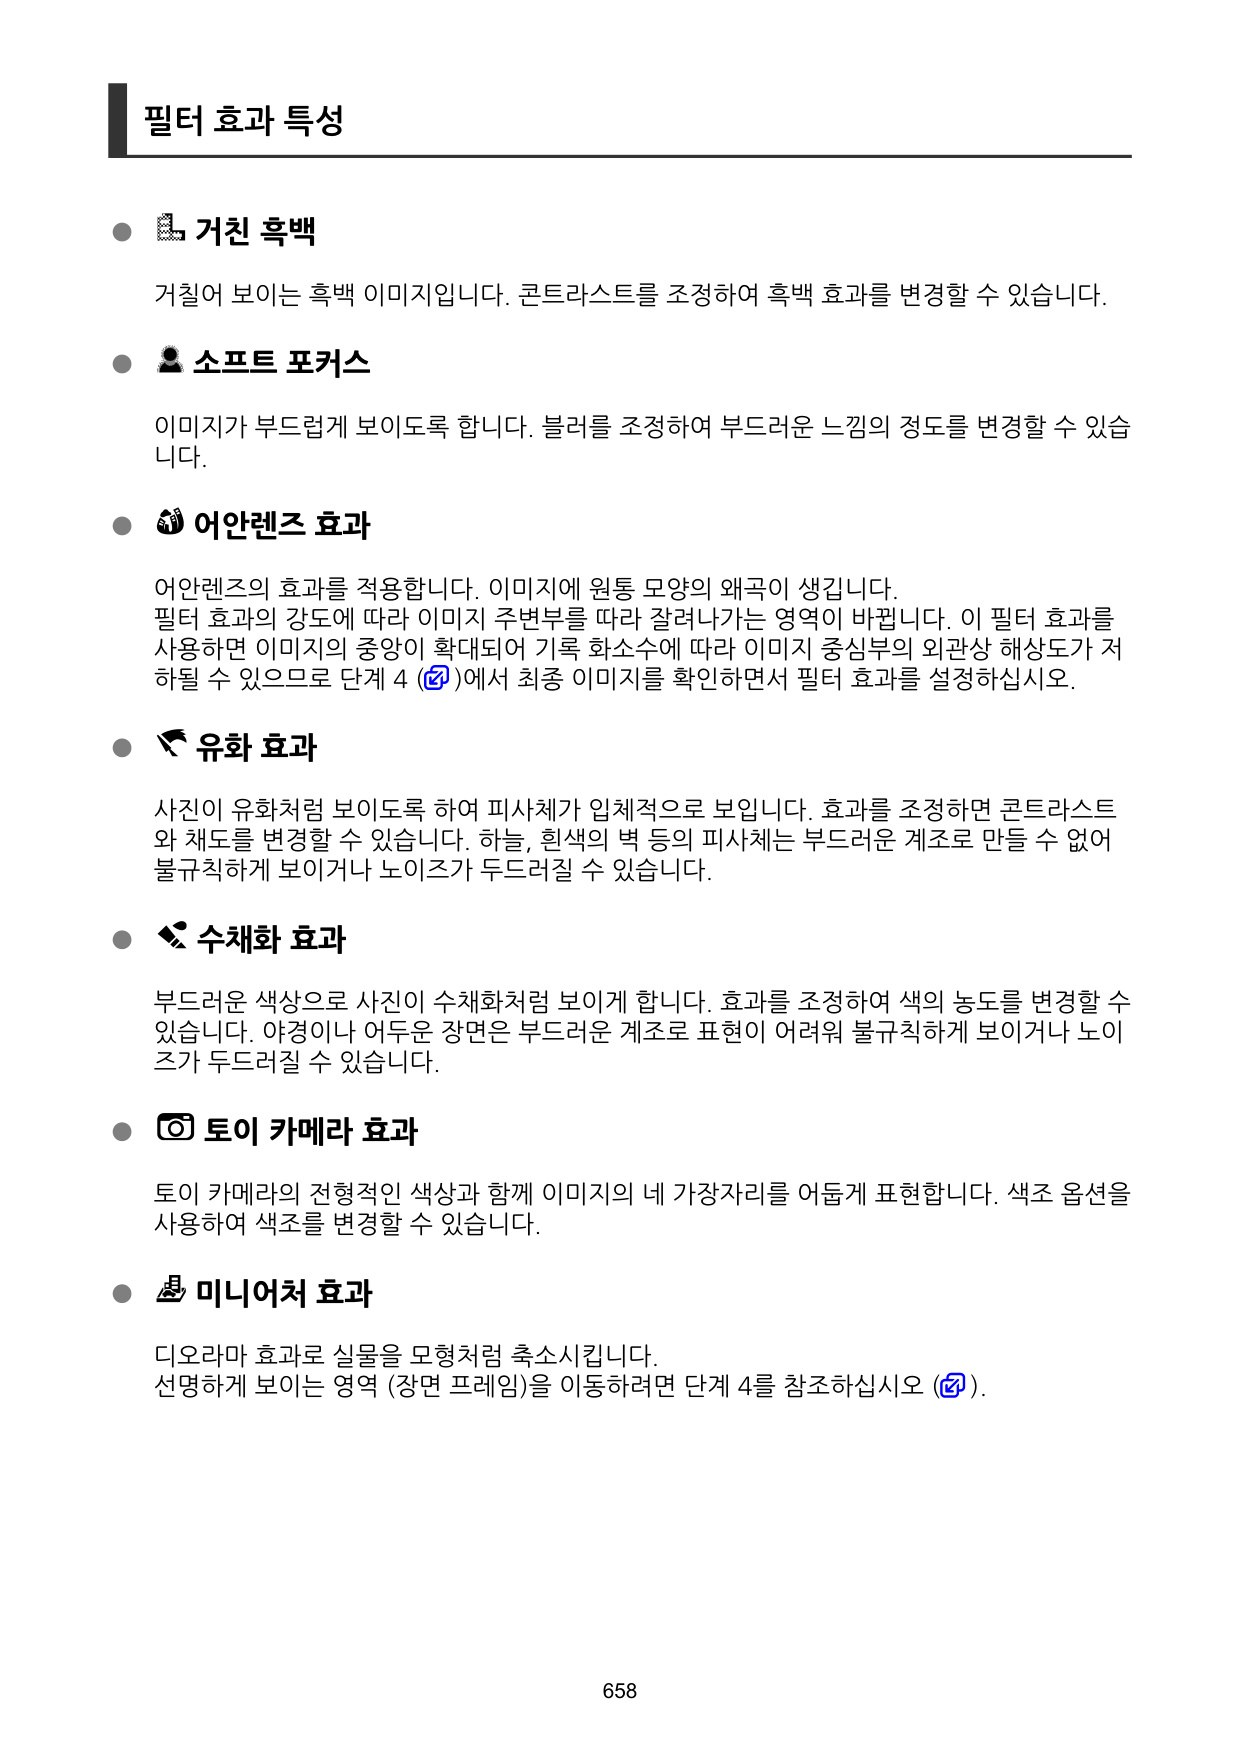 필터 효과 특성
거친 흑백
거칠어 보이는 흑백 이미지입니다. 콘트라스트를 조정하여 흑백 효과를 변경할 수 있습니다.
소프트 포커스
이미지가 부드럽게 보이도록 합니다. 블러를 조정하여 부드러운 느낌의 정도를 변경할 수 있습
니다.
어안렌즈 효과
어안렌즈의 효과를 적용합니다. 이미지에 원통 모양의 왜곡이 생깁니다.
필터 효과의 강도에 따라 이미지 주변부를 따라 잘려나가는 영역이 바뀝니다. 이 필터 효과를
사용하면 이미지의 중앙이 확대되어 기록 화소수에 따라 이미지 중심부의 외관상 해상도가 저
하될 수 있으므로 단계 4 ( )에서 최종 이미지를 확인하면서 필터 효과를 설정하십시오.
유화 효과
사진이 유화처럼 보이도록 하여 피사체가 입체적으로 보입니다. 효과를 조정하면 콘트라스트
와 채도를 변경할 수 있습니다. 하늘, 흰색의 벽 등의 피사체는 부드러운 계조로 만들 수 없어
불규칙하게 보이거나 노이즈가 두드러질 수 있습니다.
수채화 효과
부드러운 색상으로 사진이 수채화처럼 보이게 합니다. 효과를 조정하여 색의 농도를 변경할 수
있습니다. 야경이나 어두운 장면은 부드러운 계조로 표현이 어려워 불규칙하게 보이거나 노이
즈가 두드러질 수 있습니다.
토이 카메라 효과
토이 카메라의 전형적인 색상과 함께 이미지의 네 가장자리를 어둡게 표현합니다. 색조 옵션을
사용하여 색조를 변경할 수 있습니다.
미니어처 효과
디오라마 효과로 실물을 모형처럼 축소시킵니다.
선명하게 보이는 영역 (장면 프레임)을 이동하려면 단계 4를 참조하십시오 ( ).
658